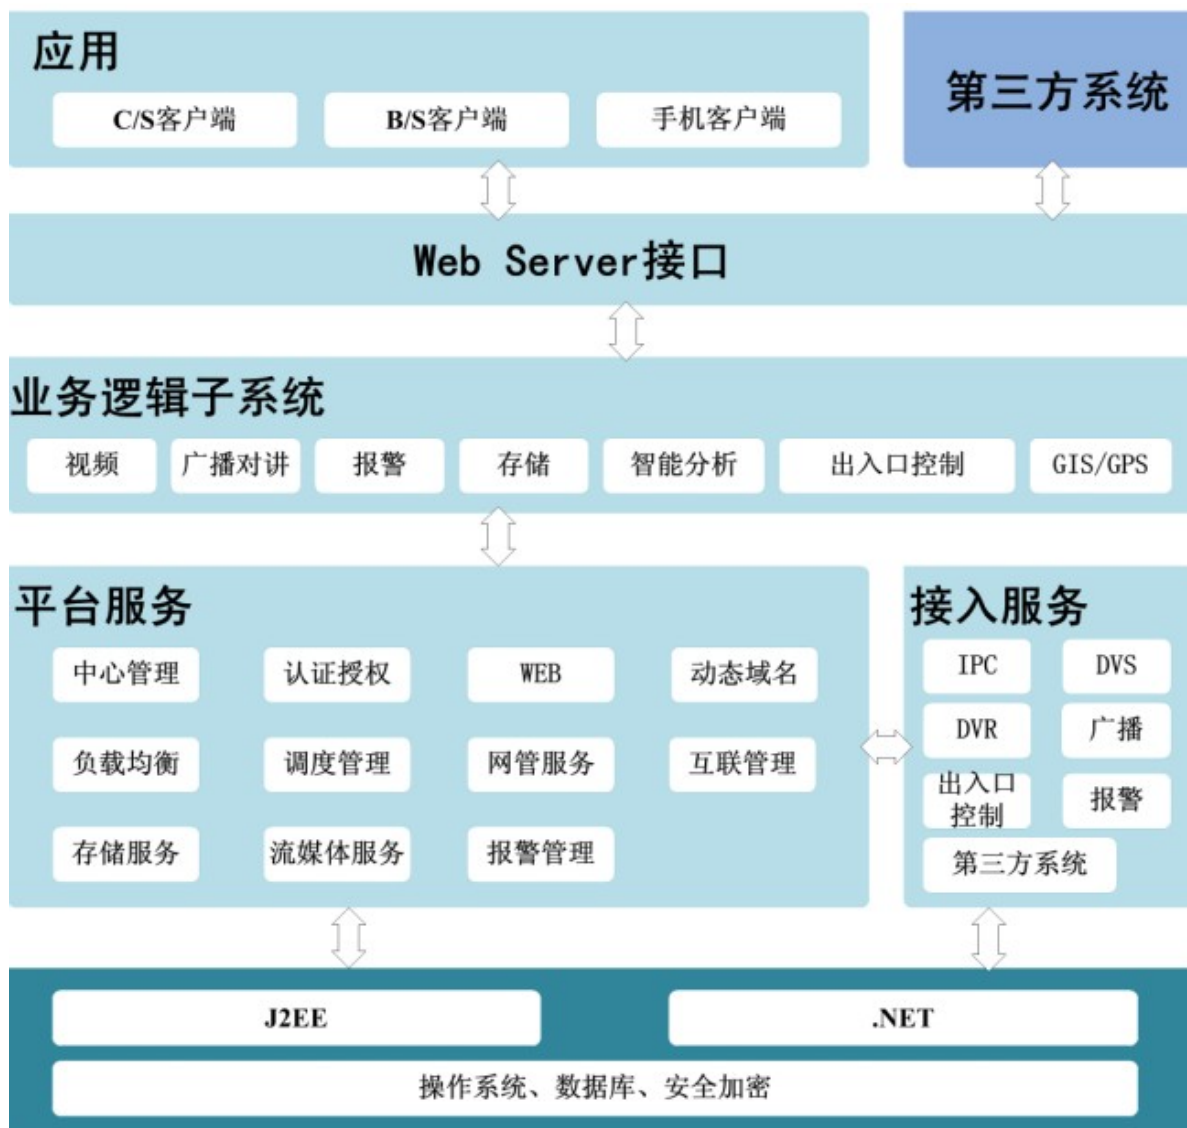 应用
C/S客户端
B/S客户端
手机客户端
第三方系统
Web Server接口
业务逻辑子系统
视频
广播对讲
报警
存储
智能分析
出入口控制
GIS/GPS
平台服务
中心管理
认证授权
WEB
动态域名
负载均衡
调度管理
网管服务
互联管理
存储服务
流媒体服务
报警管理
接入服务
IPC
DVS
DVR
广播
出入口
控制
报警
第三方系统
J2EE
.NET
操作系统、数据库、安全加密